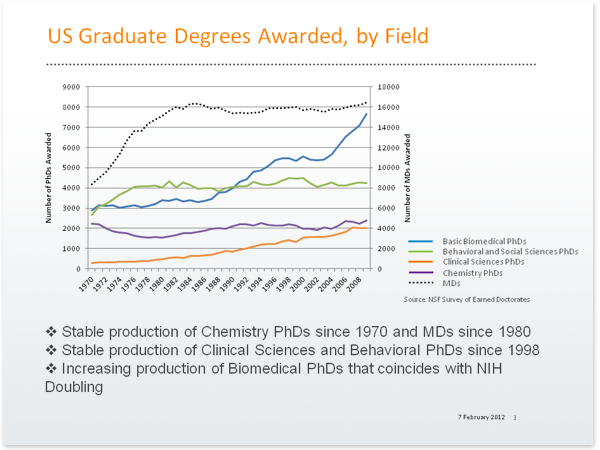 US Graduate Degrees Awarded, by Field
9000
8000
7000
6000
5000
4000
3000
2000
1000
0
Number of PhDs Awarded
18000
16000
14000
12000
10000
8000
6000
4000
2000
0
Number of MDs Awarded
1970 1972 1974 1976 1978 1980 1982 1984 1986 1988 1990 1992 1994 1996 1998 2000 2002 2004 2006 2008
Basic Biomedical PhDs
Behavioral and Social Sciences PhDs
Clinical Sciences PhDs
Chemistry PhDs
MDs
Source: NSF Survey of Earned Doctorates
❖ Stable production of Chemistry PhDs since 1970 and MDs since 1980
❖ Stable production of Clinical Sciences and Behavioral PhDs since 1998
❖ Increasing production of Biomedical PhDs that coincides with NIH
Doubling
7 February 2012 3